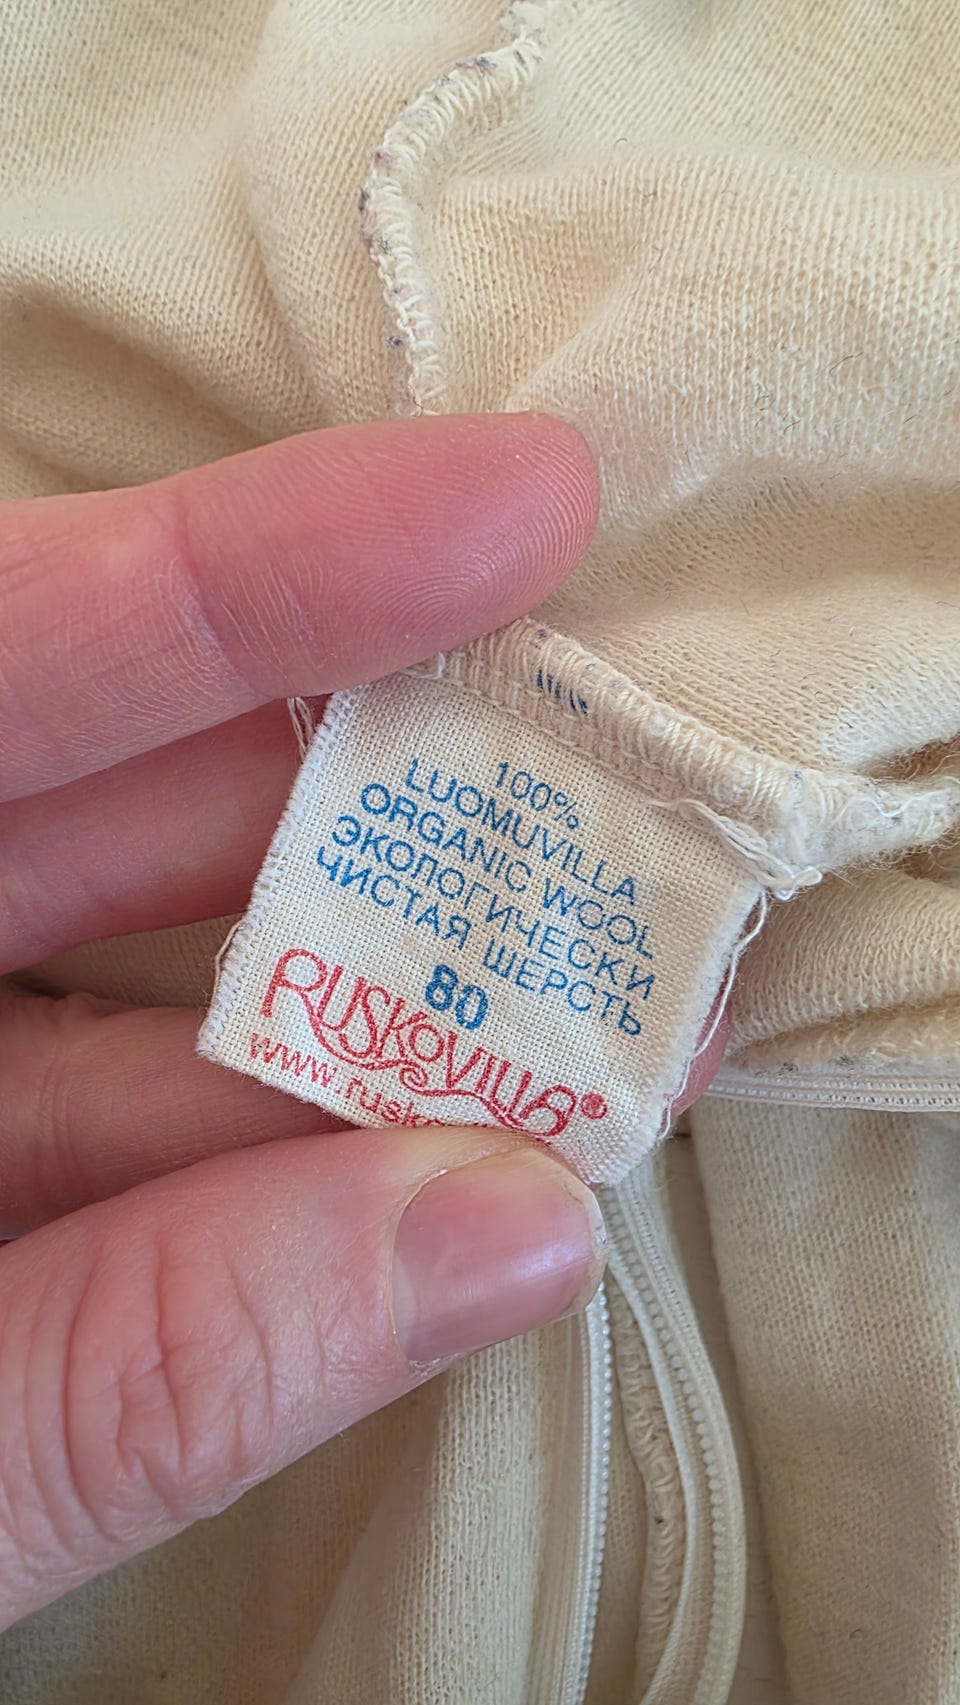 100%
LUOMUVILLA
ORGANIC WOOL
ЭКОЛОГИЧЕСКИ
ЧИСТАЯ ШЕРСТЬ
80
RUSKOVILLA®